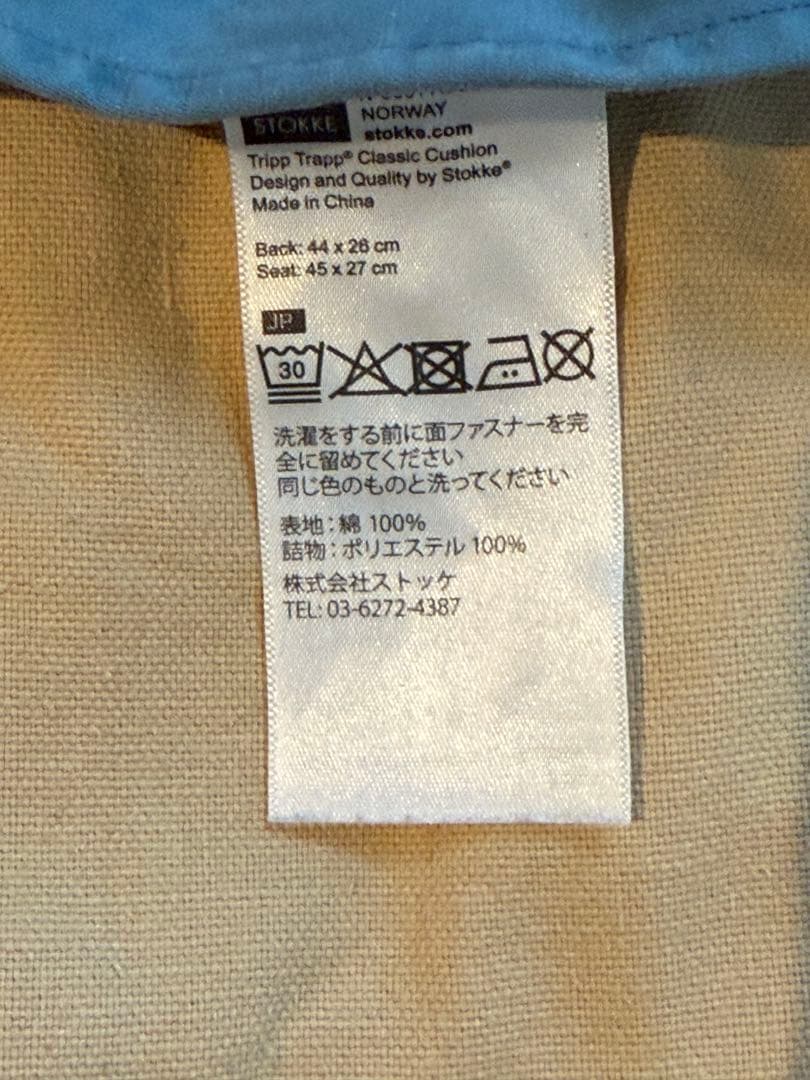 STOKKE
NORWAY
stokke.com
Tripp Trapp® Classic Cushion
Design and Quality by Stokke®
Made in China
Back: 44 x 26 cm
Seat: 45 x 27 cm
JP
30
洗濯をする前に面ファスナーを完
全に留めてください
同じ色のものと洗ってください
表地：綿 100%
詰物：ポリエステル 100%
株式会社ストッケ
TEL: 03-6272-4387